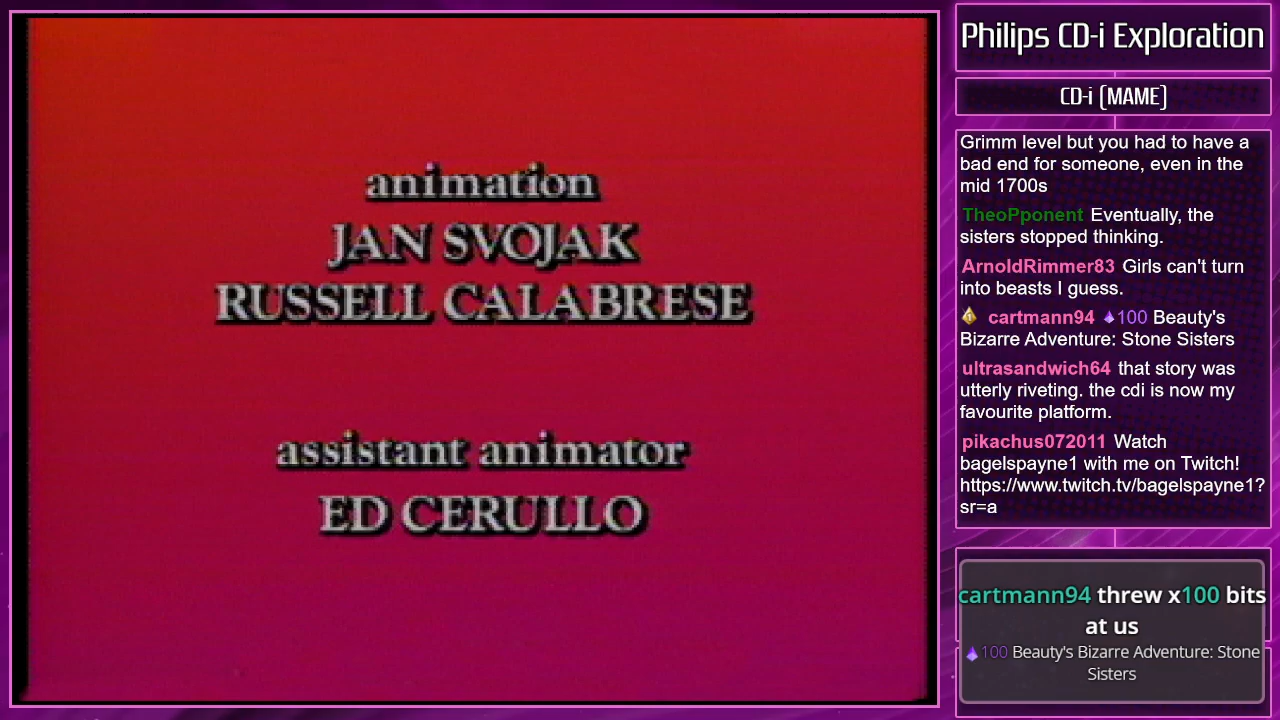 animation
JAN SVOJAK
RUSSELL CALABRESE
assistant animator
ED CERULLO
Philips CD-i Exploration
CD-i [MAME]
Grimm level but you had to have a
bad end for someone, even in the
mid 1700s
TheoPponent Eventually, the
sisters stopped thinking.
ArnoldRimmer83 Girls can't turn
into beasts I guess.
1 cartmann94 100 Beauty's
Bizarre Adventure: Stone Sisters
ultrasandwich64 that story was
utterly riveting. the cdi is now my
favourite platform.
pikachus072011 Watch
bagelspayne1 with me on Twitch!
https://www.twitch.tv/bagelspayne1?
sr=a
cartmann94 threw x100 bits
at us
100 Beauty's Bizarre Adventure: Stone
Sisters